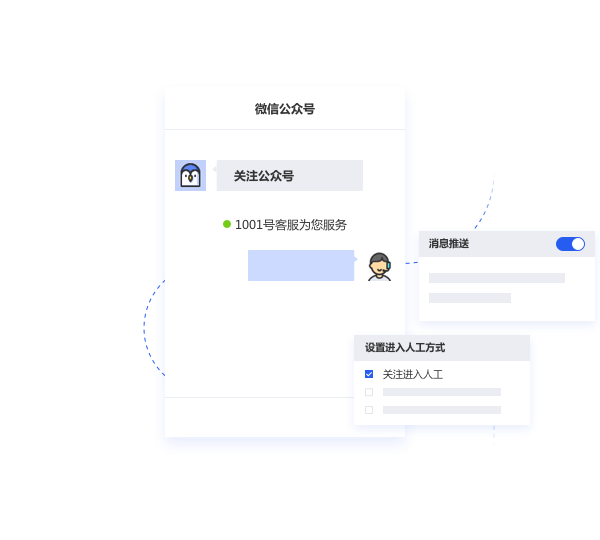 微信公众号
关注公众号
1001号客服为您服务
消息推送
设置进入人工方式
关注进入人工